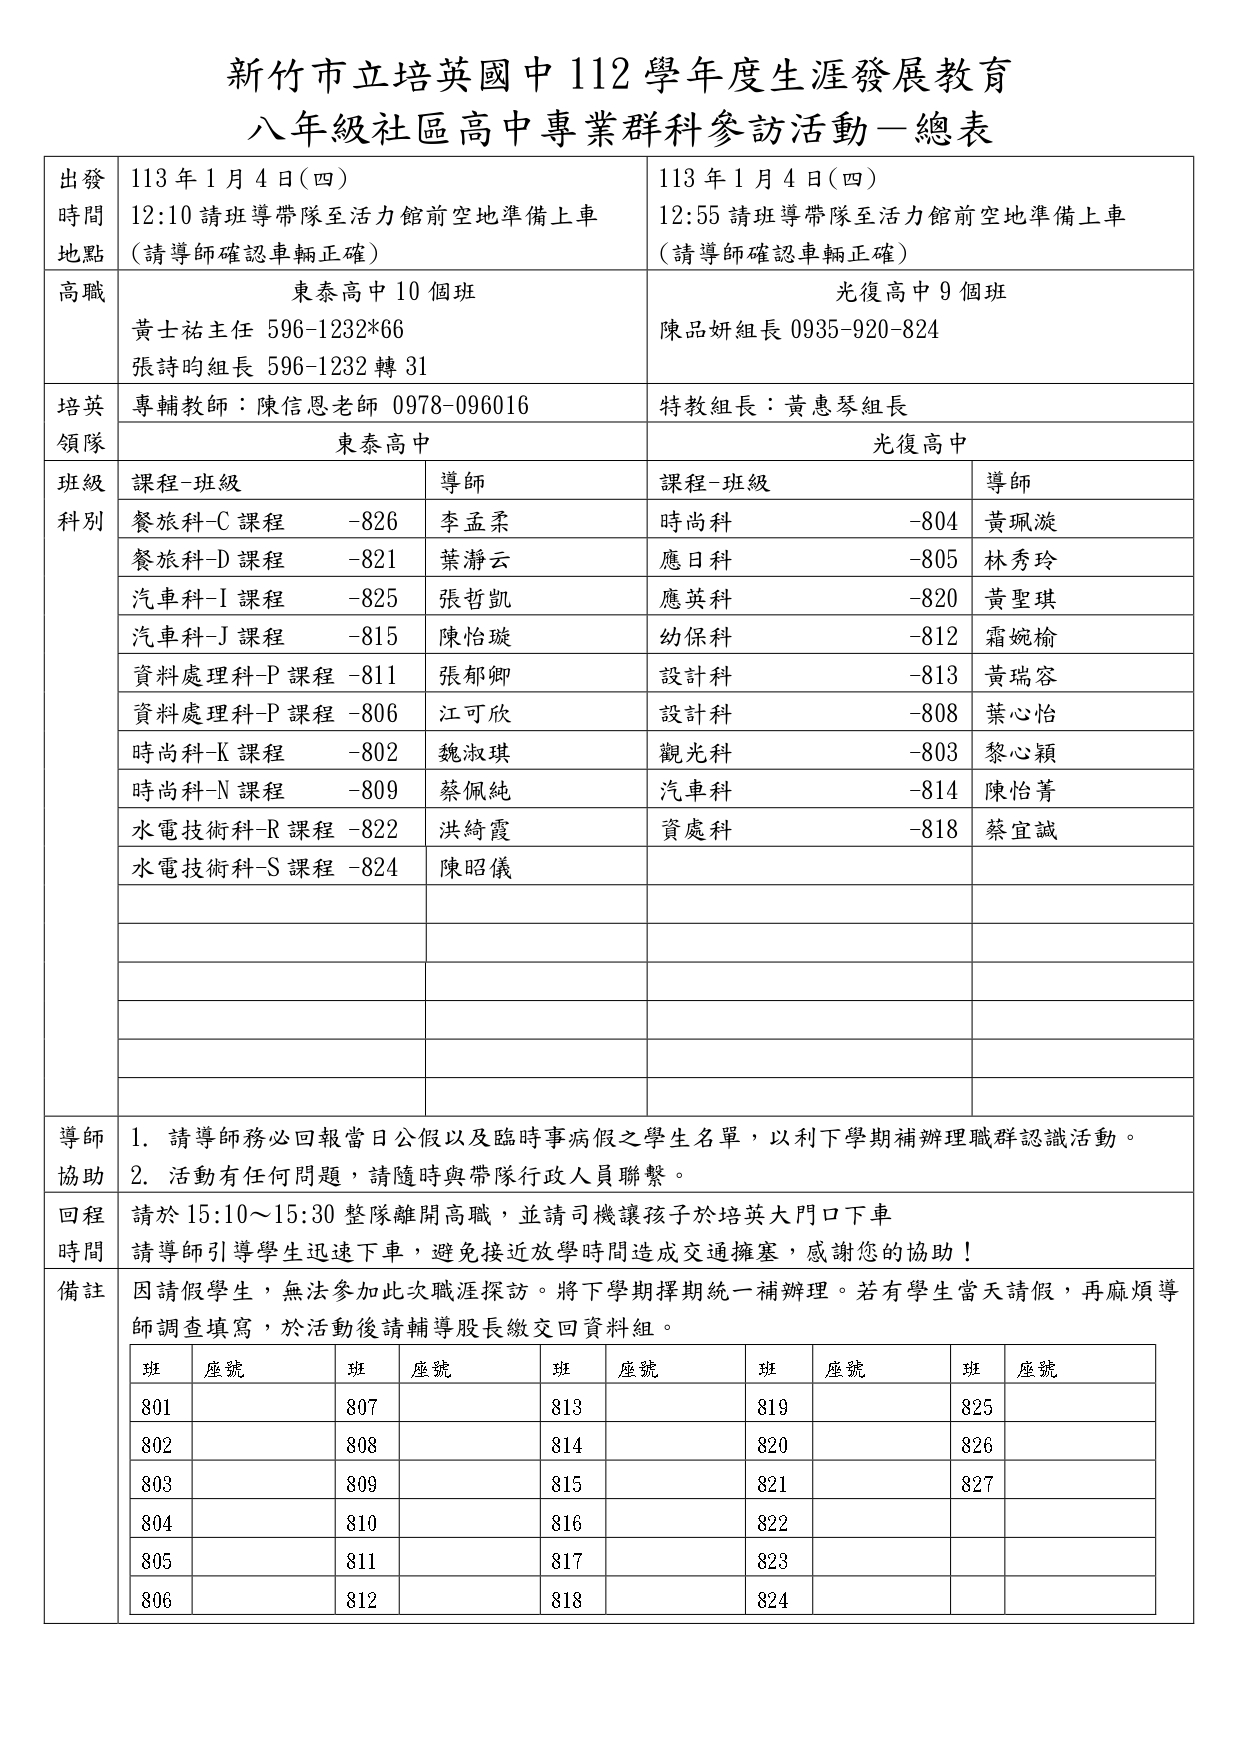 新竹市立培英國中 112 學年度生涯發展教育
八年級社區高中專業群科參訪活動－總表
出發時間地點
113 年 1 月 4 日(四)
12:10 請班導帶隊至活力館前空地準備上車
(請導師確認車輛正確)
113 年 1 月 4 日(四)
12:55 請班導帶隊至活力館前空地準備上車
(請導師確認車輛正確)
高職
東泰高中 10 個班
黃士祐主任 596-1232*66
張詩昀組長 596-1232 轉 31
光復高中 9 個班
陳品妍組長 0935-920-824
培英領隊
專輔教師：陳信恩老師 0978-096016
特教組長：黃惠琴組長
東泰高中 光復高中
班級科別
課程-班級 導師 課程-班級 導師
餐旅科-C 課程 -826 李孟柔 時尚科 -804 黃珮漩
餐旅科-D 課程 -821 葉瀞云 應日科 -805 林秀玲
汽車科-I 課程 -825 張哲凱 應英科 -820 黃聖琪
汽車科-J 課程 -815 陳怡璇 幼保科 -812 霜婉榆
資料處理科-P 課程 -811 張郁卿 設計科 -813 黃瑞容
資料處理科-P 課程 -806 江可欣 設計科 -808 葉心怡
時尚科-K 課程 -802 魏淑琪 觀光科 -803 黎心穎
時尚科-N 課程 -809 蔡佩純 汽車科 -814 陳怡菁
水電技術科-R 課程 -822 洪綺霞 資處科 -818 蔡宜誠
水電技術科-S 課程 -824 陳昭儀
導師協助
1. 請導師務必回報當日公假以及臨時事病假之學生名單，以利下學期補辦理職群認識活動。
2. 活動有任何問題，請隨時與帶隊行政人員聯繫。
回程時間
請於 15:10～15:30 整隊離開高職，並請司機讓孩子於培英大門口下車
請導師引導學生迅速下車，避免接近放學時間造成交通擁塞，感謝您的協助！
備註
因請假學生，無法參加此次職涯探訪。將下學期擇期統一補辦理。若有學生當天請假，再麻煩導
師調查填寫，於活動後請輔導股長繳交回資料組。
班 座號 班 座號 班 座號 班 座號 班 座號
801 807 813 819 825
802 808 814 820 826
803 809 815 821 827
804 810 816 822
805 811 817 823
806 812 818 824